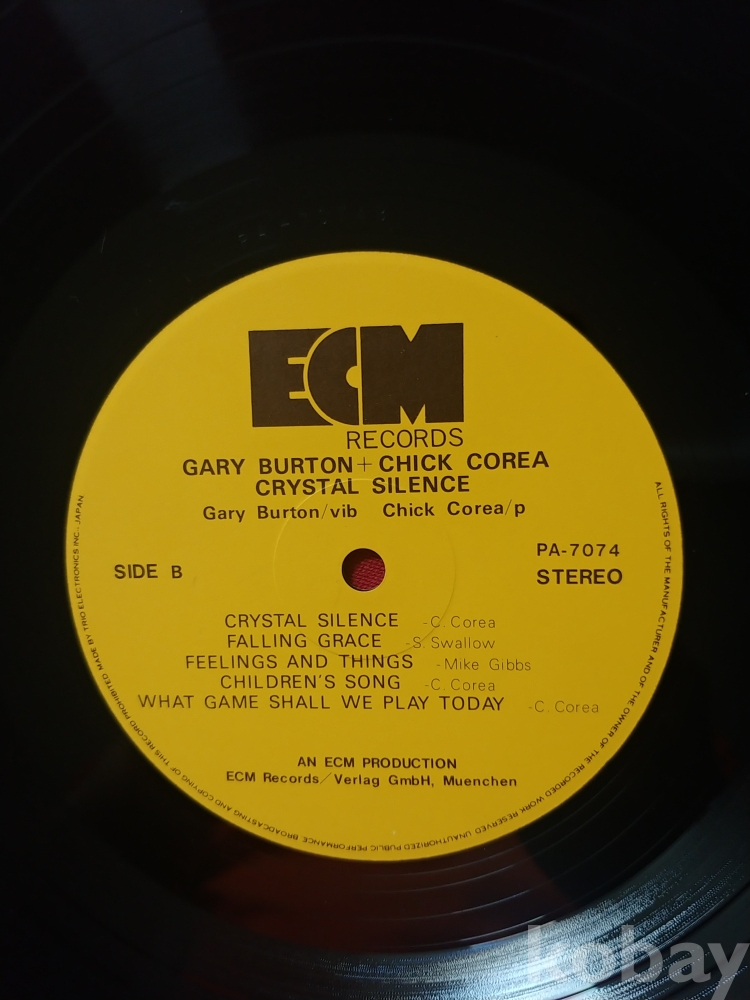 ECM
RECORDS
GARY BURTON + CHICK COREA
CRYSTAL SILENCE
Gary Burton/vib Chick Corea/p
SIDE B
PA-7074
STEREO
CRYSTAL SILENCE -C. Corea
FALLING GRACE -S. Swallow
FEELINGS AND THINGS -Mike Gibbs
CHILDREN'S SONG -C. Corea
WHAT GAME SHALL WE PLAY TODAY -C. Corea
AN ECM PRODUCTION
ECM Records/Verlag GmbH, Muenchen
ALL RIGHTS OF THE MANUFACTURER AND OF THE OWNER OF THE RECORDED WORK RESERVED. UNAUTHORIZED PUBLIC PERFORMANCE, BROADCASTING AND COPYING OF THIS RECORD PROHIBITED MADE BY TRIO ELECTRONICS INC., JAPAN.
kobay